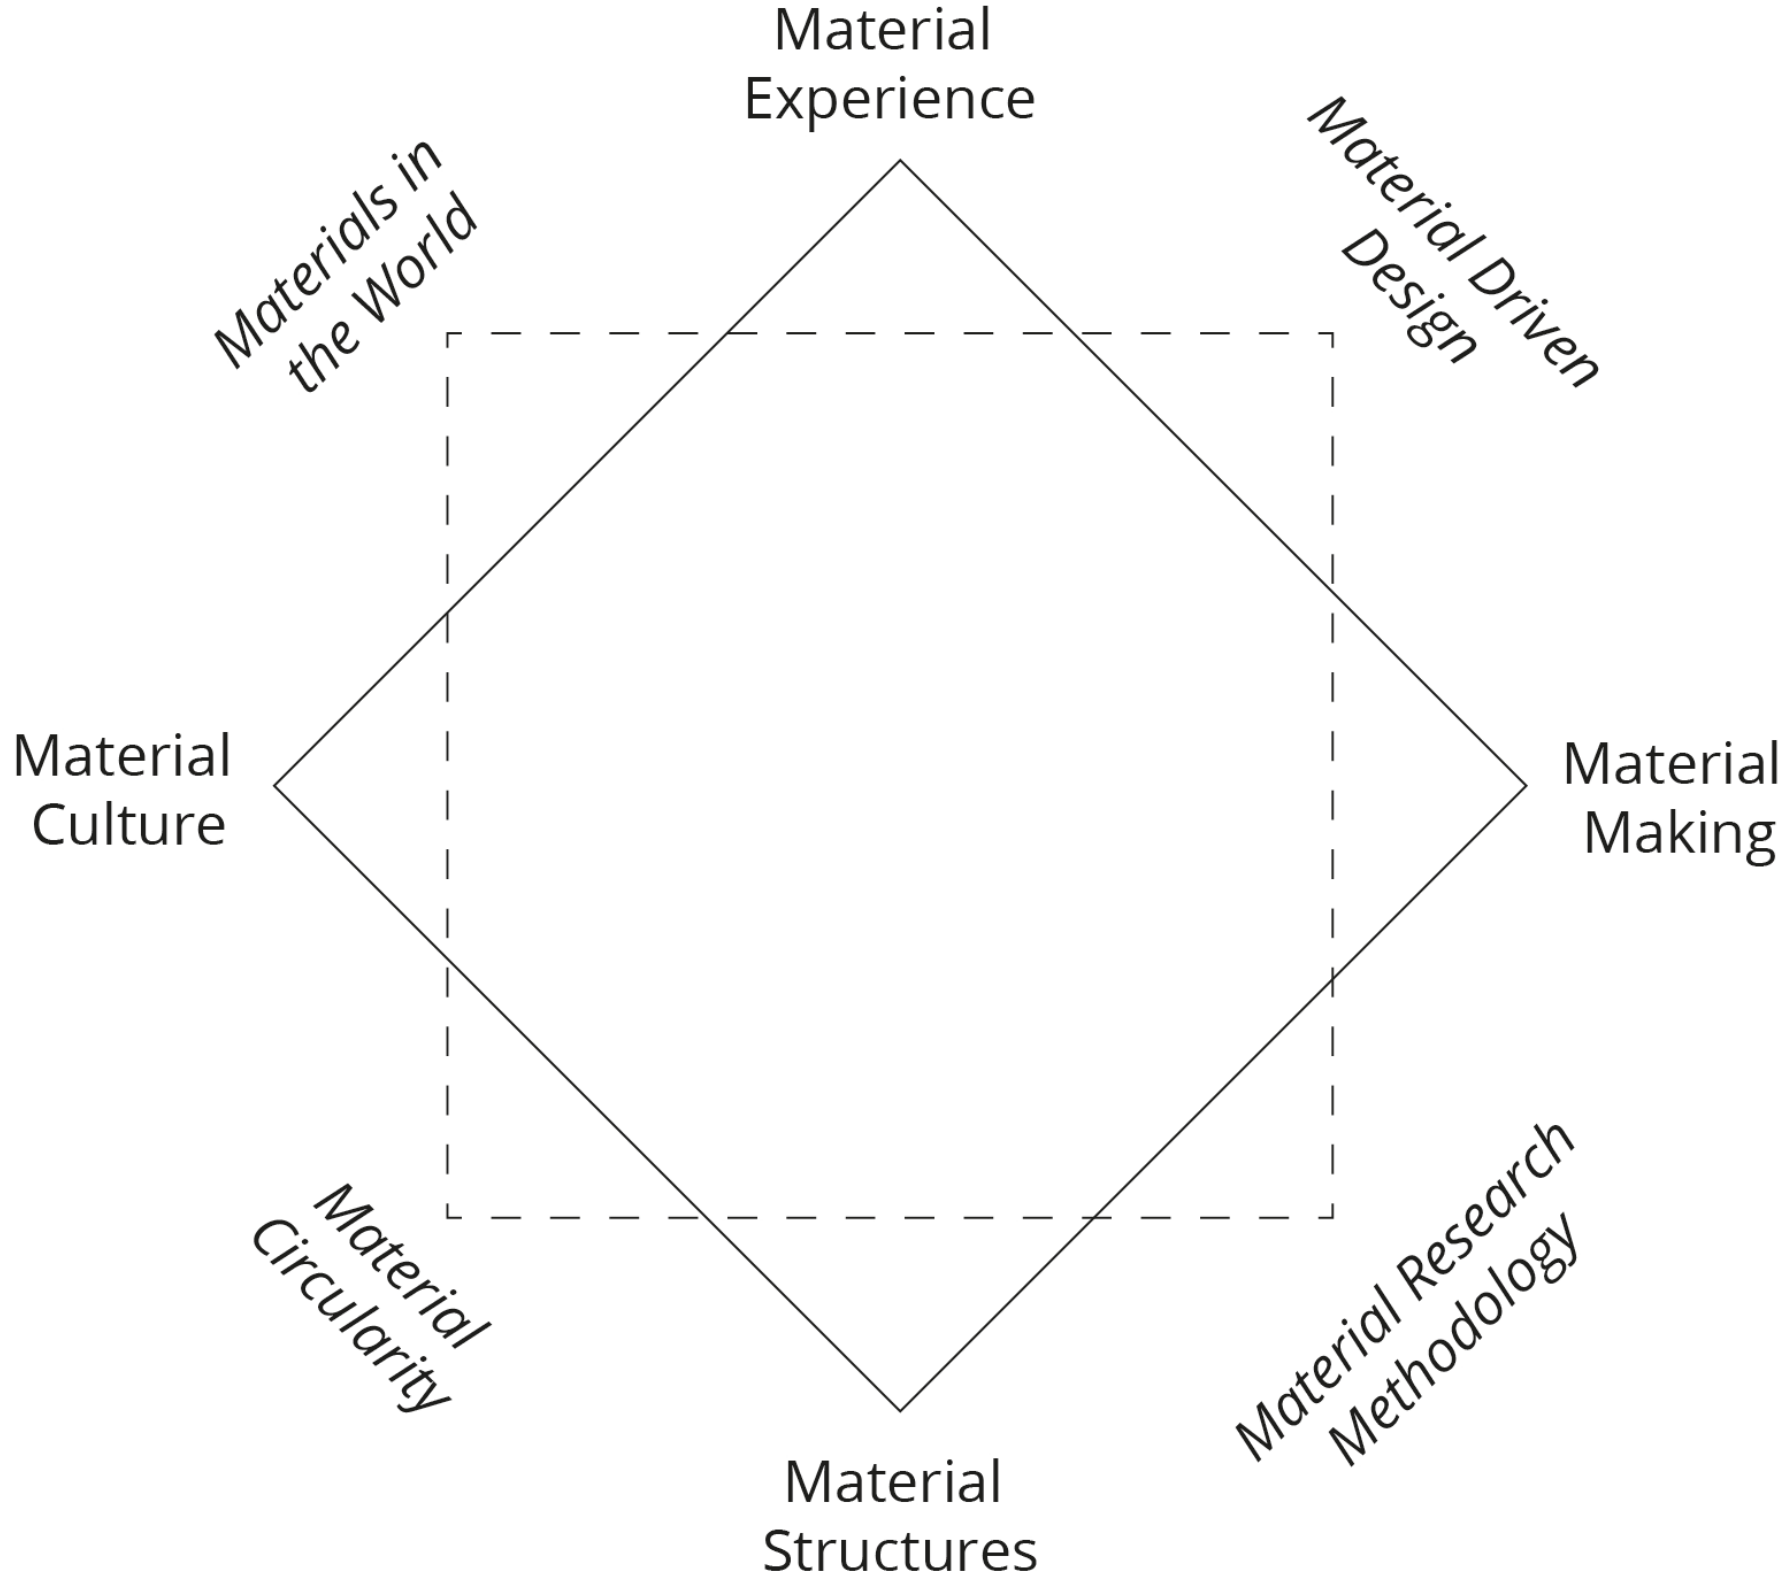 Material
Experience
Materials in
the World
Material Driven
Design
Material
Culture
Material
Making
Material
Circularity
Material Research
Methodology
Material
Structures